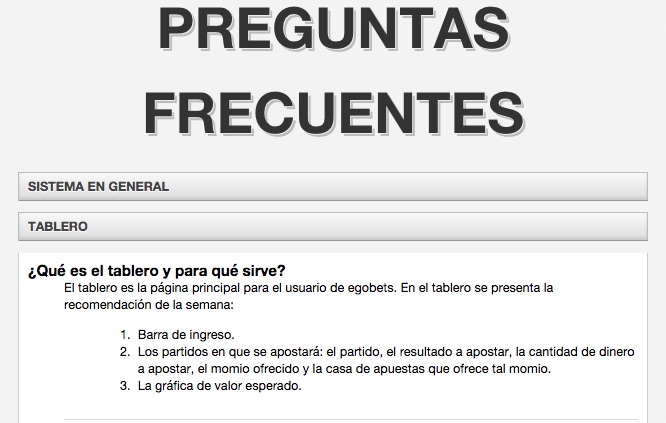 PREGUNTAS
FRECUENTES
SISTEMA EN GENERAL
TABLERO
¿Qué es el tablero y para qué sirve?
El tablero es la página principal para el usuario de egobets. En el tablero se presenta la
recomendación de la semana:
1. Barra de ingreso.
2. Los partidos en que se apostará: el partido, el resultado a apostar, la cantidad de dinero
a apostar, el momio ofrecido y la casa de apuestas que ofrece tal momio.
3. La gráfica de valor esperado.